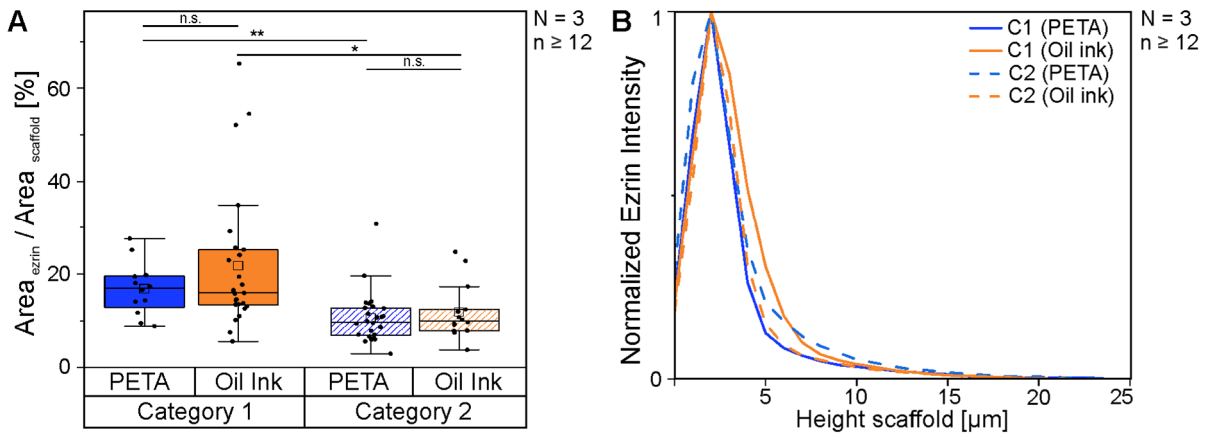 A
n.s.
**
*
n.s.
N = 3
n ≥ 12
Area ezrin / Area scaffold [%]
60
40
20
0
PETA
Oil Ink
PETA
Oil Ink
Category 1
Category 2
B
N = 3
n ≥ 12
C1 (PETA)
C1 (Oil ink)
C2 (PETA)
C2 (Oil ink)
Normalized Ezrin Intensity
1
0
5
10
15
20
25
Height scaffold [µm]